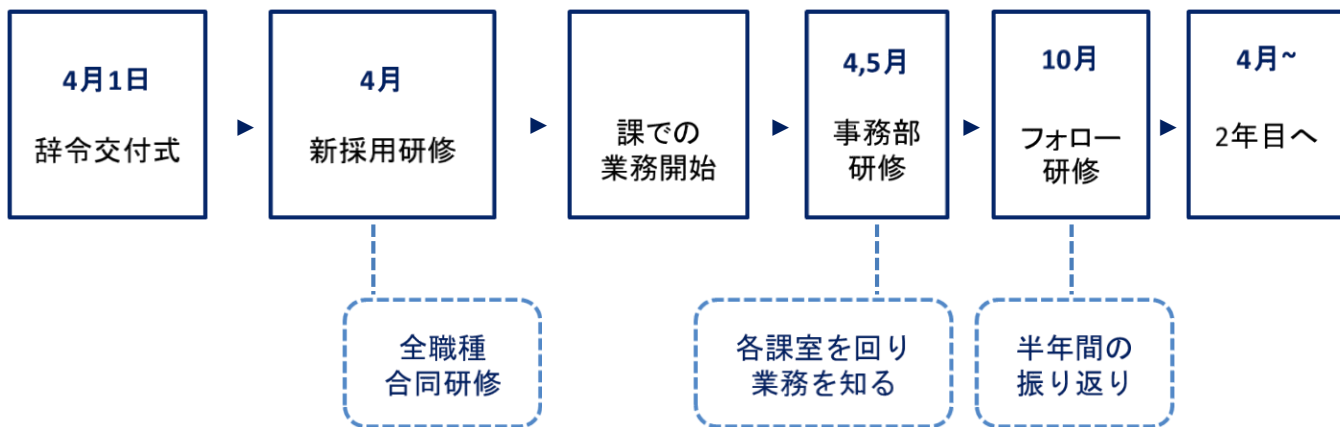 4月1日
辞令交付式
▶
4月
新採用研修
▶
課での
業務開始
▶
4,5月
事務部
研修
▶
10月
フォロー
研修
▶
4月~
2年目へ
全職種
合同研修
各課室を回り
業務を知る
半年間の
振り返り